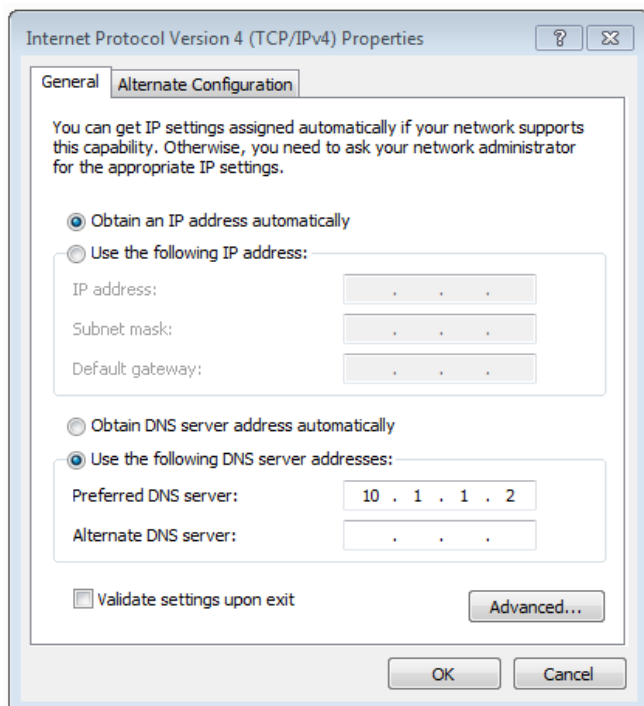 Internet Protocol Version 4 (TCP/IPv4) Properties
General
Alternate Configuration
You can get IP settings assigned automatically if your network supports
this capability. Otherwise, you need to ask your network administrator
for the appropriate IP settings.
Obtain an IP address automatically
Use the following IP address:
IP address: . . .
Subnet mask: . . .
Default gateway: . . .
Obtain DNS server address automatically
Use the following DNS server addresses:
Preferred DNS server: 10 . 1 . 1 . 2
Alternate DNS server: . . .
Validate settings upon exit
Advanced...
OK
Cancel